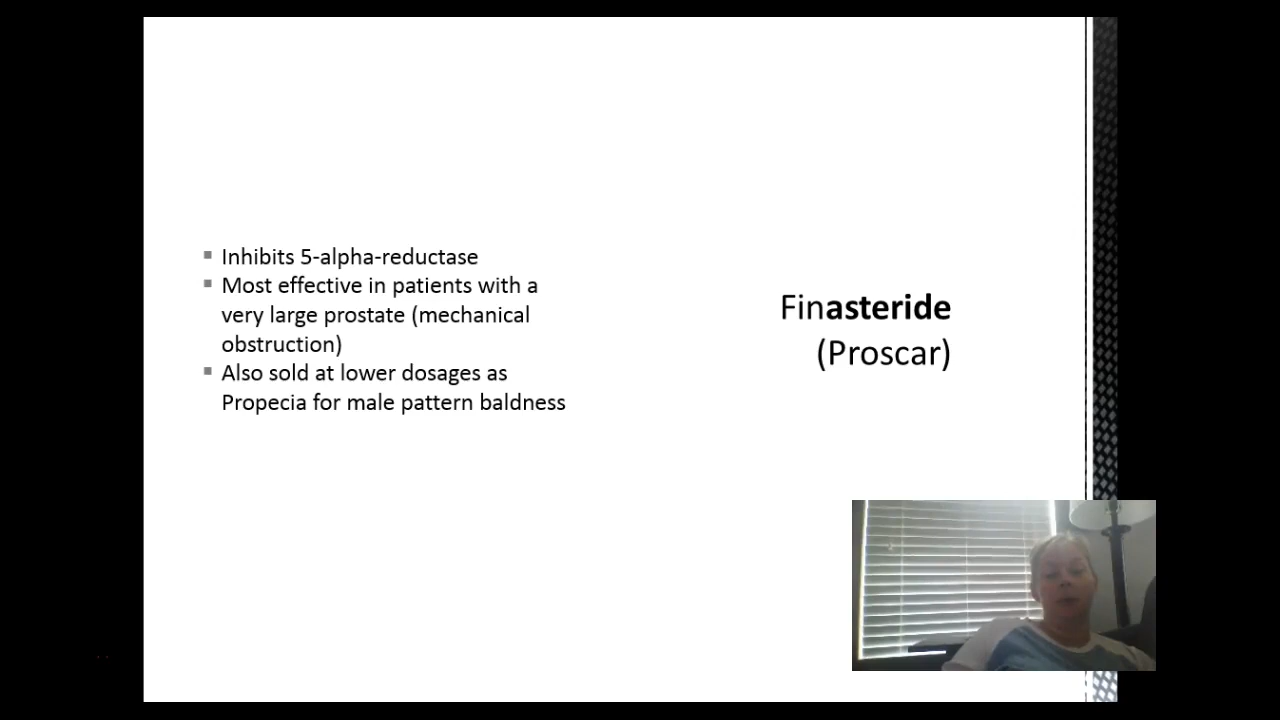 Inhibits 5-alpha-reductase
Most effective in patients with a
very large prostate (mechanical
obstruction)
Also sold at lower dosages as
Propecia for male pattern baldness
Finasteride
(Proscar)